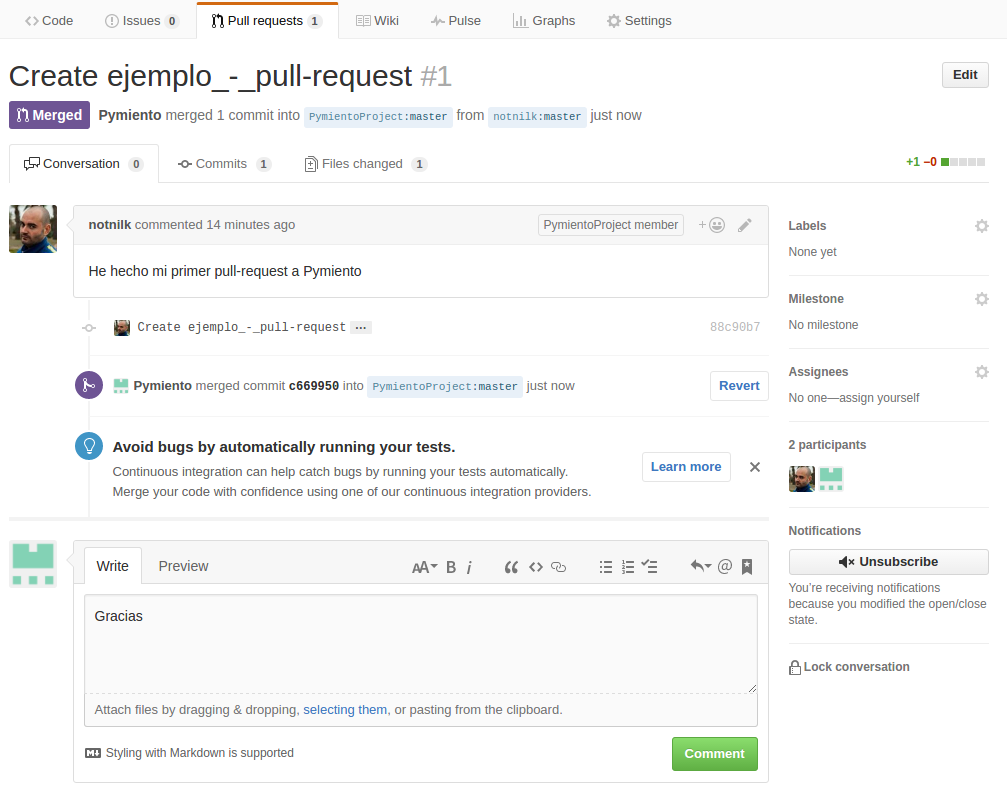 Code Issues 0 Pull requests 1 Wiki Pulse Graphs Settings
Create ejemplo_-_pull-request #1
Edit
Merged Pymiento merged 1 commit into PymientoProject:master from notnilk:master just now
Conversation 0 Commits 1 Files changed 1
+1 −0
notnilk commented 14 minutes ago PymientoProject member +
He hecho mi primer pull-request a Pymiento
Create ejemplo_-_pull-request … 88c90b7
Pymiento merged commit c669950 into PymientoProject:master just now Revert
Avoid bugs by automatically running your tests.
Continuous integration can help catch bugs by running your tests automatically.
Merge your code with confidence using one of our continuous integration providers.
Learn more
Write Preview AA B i
Gracias
Attach files by dragging & dropping, selecting them, or pasting from the clipboard.
Styling with Markdown is supported
Comment
Labels
None yet
Milestone
No milestone
Assignees
No one—assign yourself
2 participants
Notifications
Unsubscribe
You're receiving notifications
because you modified the open/close
state.
Lock conversation